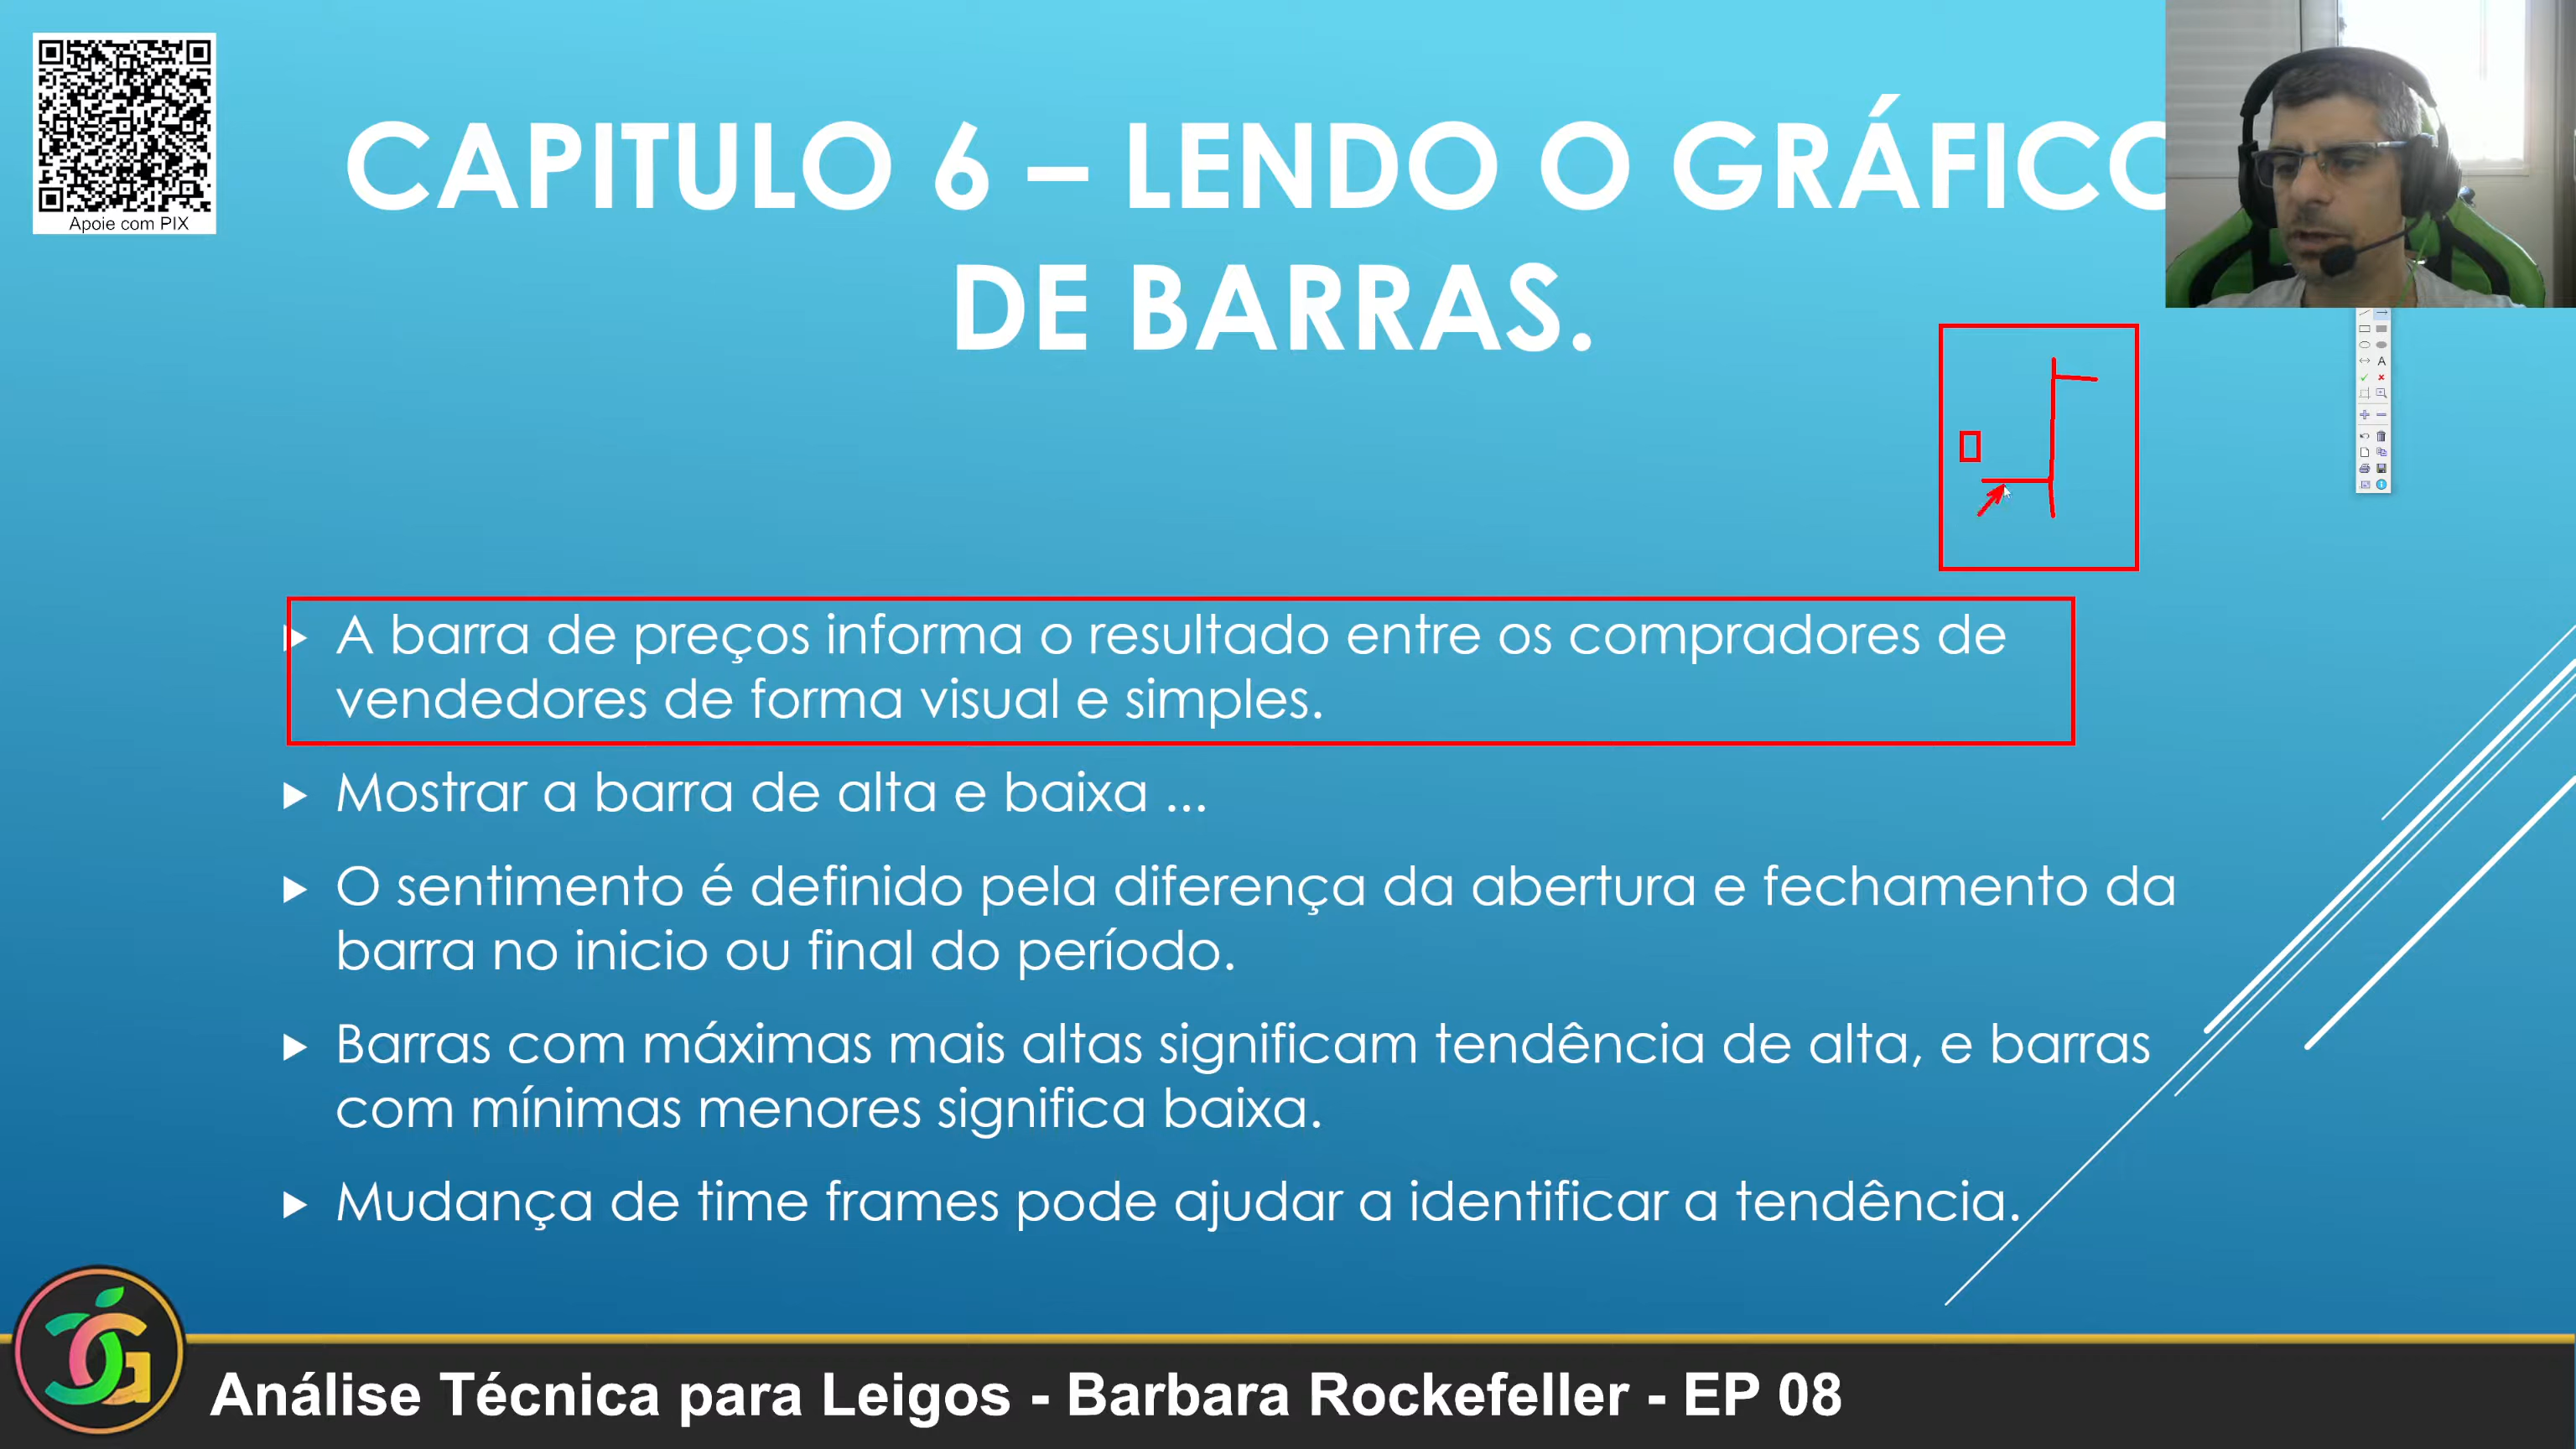 Apoie com PIX
CAPITULO 6 – LENDO O GRÁFICO
DE BARRAS.
A
A barra de preços informa o resultado entre os compradores de
vendedores de forma visual e simples.
Mostrar a barra de alta e baixa ...
O sentimento é definido pela diferença da abertura e fechamento da
barra no inicio ou final do período.
Barras com máximas mais altas significam tendência de alta, e barras
com mínimas menores significa baixa.
Mudança de time frames pode ajudar a identificar a tendência.
Análise Técnica para Leigos - Barbara Rockefeller - EP 08